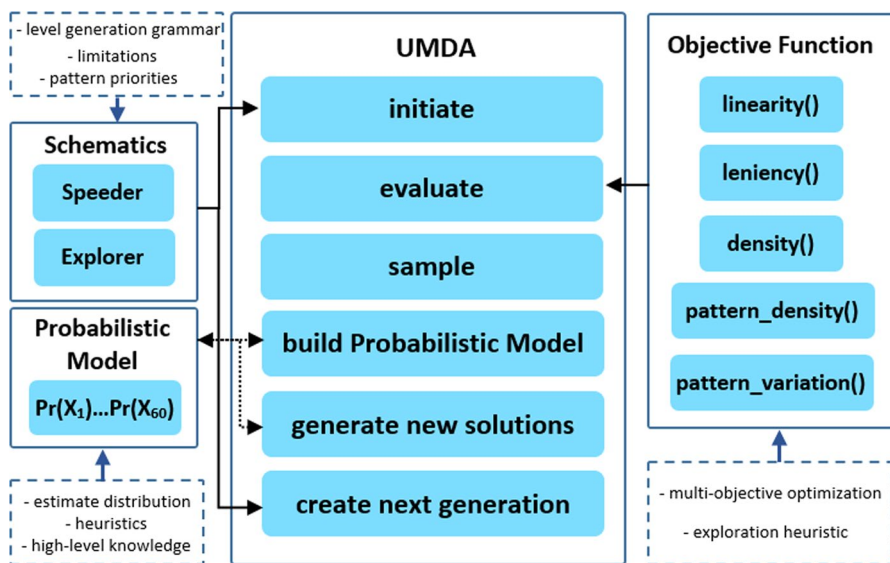 - level generation grammar
- limitations
- pattern priorities
Schematics
Speeder
Explorer
Probabilistic
Model
Pr(X₁)...Pr(X₆₀)
- estimate distribution
- heuristics
- high-level knowledge
UMDA
initiate
evaluate
sample
build Probabilistic Model
generate new solutions
create next generation
Objective Function
linearity()
leniency()
density()
pattern_density()
pattern_variation()
- multi-objective optimization
- exploration heuristic